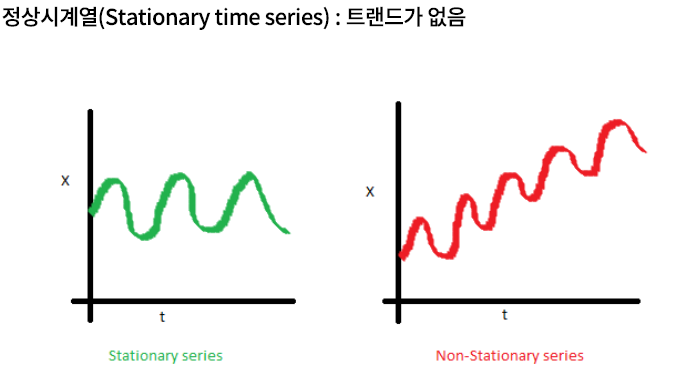 정상시계열(Stationary time series) : 트랜드가 없음
x
t
Stationary series
x
t
Non-Stationary series